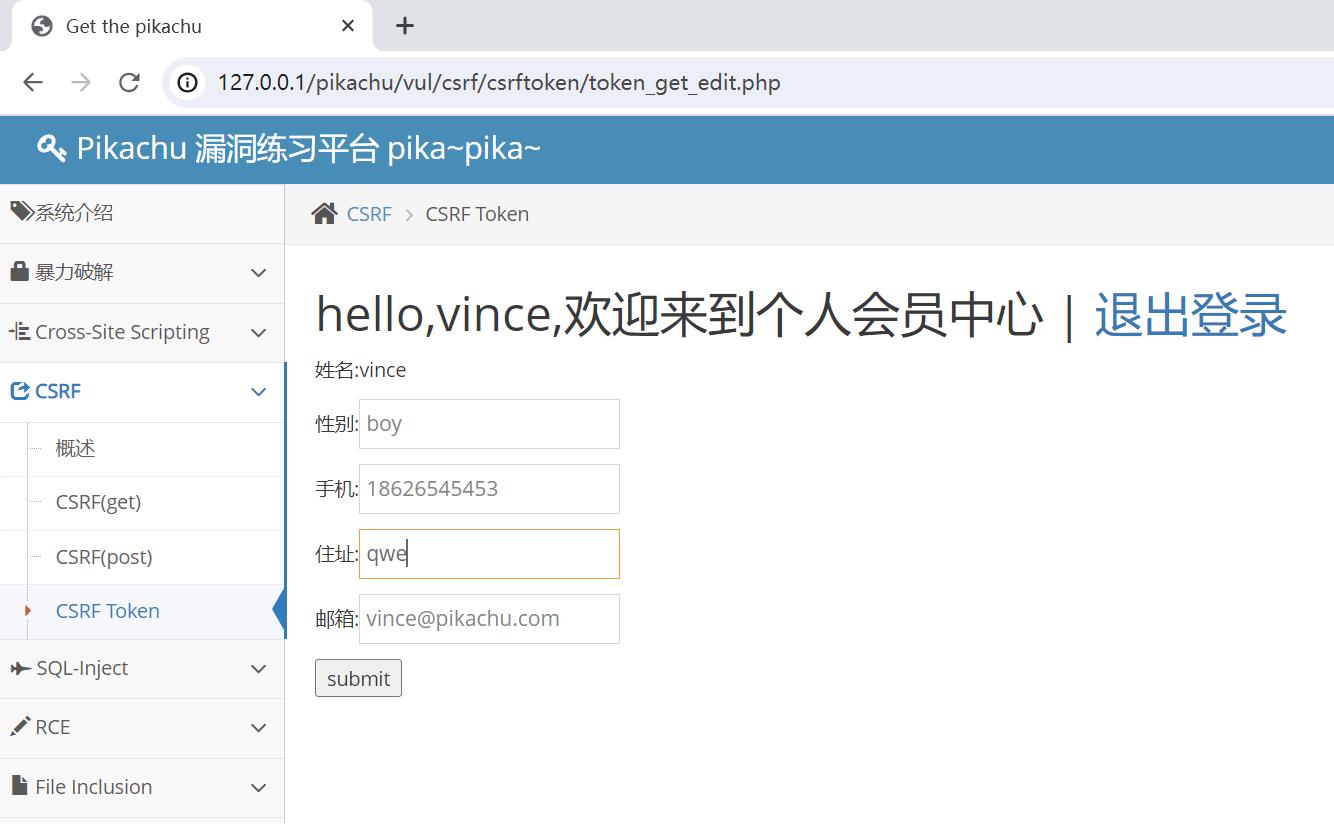 Get the pikachu
127.0.0.1/pikachu/vul/csrf/csrftoken/token_get_edit.php
Pikachu 漏洞练习平台 pika~pika~
系统介绍
暴力破解
Cross-Site Scripting
CSRF
概述
CSRF(get)
CSRF(post)
CSRF Token
SQL-Inject
RCE
File Inclusion
CSRF > CSRF Token
hello,vince,欢迎来到个人会员中心 | 退出登录
姓名:vince
性别: boy
手机: 18626545453
住址: qwe
邮箱: vince@pikachu.com
submit